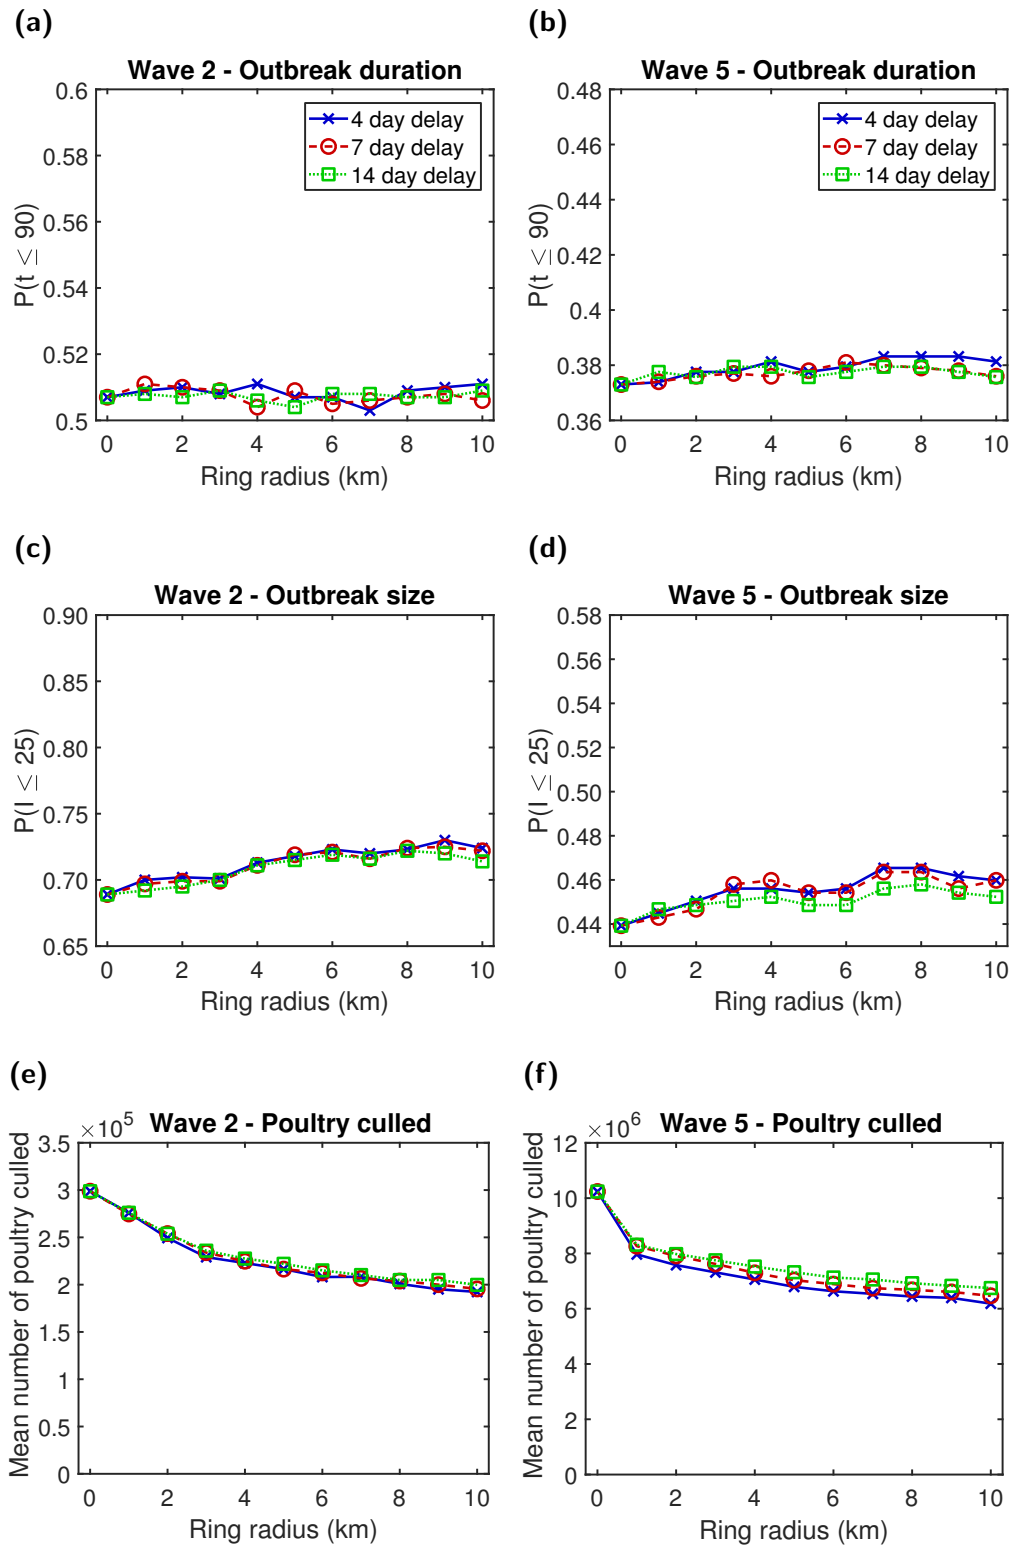 (a)
Wave 2 - Outbreak duration
P(t ≤ 90)
0.6
0.58
0.56
0.54
0.52
0.5
4 day delay
7 day delay
14 day delay
0 2 4 6 8 10
Ring radius (km)
(b)
Wave 5 - Outbreak duration
P(t ≤ 90)
0.48
0.46
0.44
0.42
0.4
0.38
0.36
4 day delay
7 day delay
14 day delay
0 2 4 6 8 10
Ring radius (km)
(c)
Wave 2 - Outbreak size
P(I ≤ 25)
0.90
0.85
0.80
0.75
0.70
0.65
0 2 4 6 8 10
Ring radius (km)
(d)
Wave 5 - Outbreak size
P(I ≤ 25)
0.58
0.56
0.54
0.52
0.50
0.48
0.46
0.44
0 2 4 6 8 10
Ring radius (km)
(e)
×10^5
Wave 2 - Poultry culled
Mean number of poultry culled
3.5
3
2.5
2
1.5
1
0.5
0
0 2 4 6 8 10
Ring radius (km)
(f)
×10^6
Wave 5 - Poultry culled
Mean number of poultry culled
12
10
8
6
4
2
0
0 2 4 6 8 10
Ring radius (km)